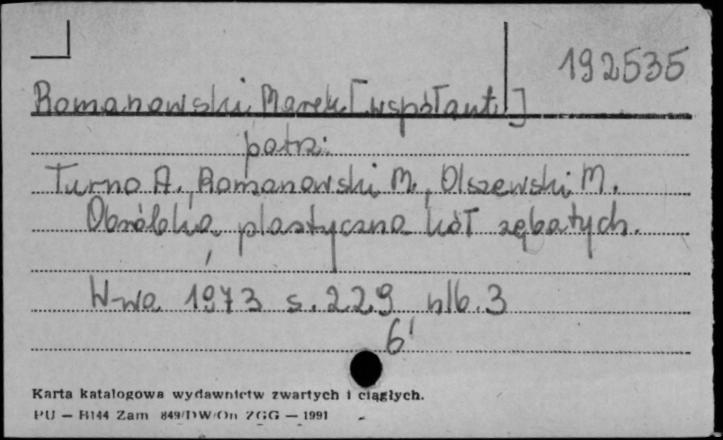 192535
Romanowski Marek [współaut.]
patrz:
Turno A., Romanowski M., Olszewski M.
Obróbka plastyczna kół zębatych.
W-wa 1973 s. 229 nlb. 3
6'
Karta katalogowa wydawnictw zwartych i ciągłych.
PU — B144 Zam 849/DW/On ZGG — 1991